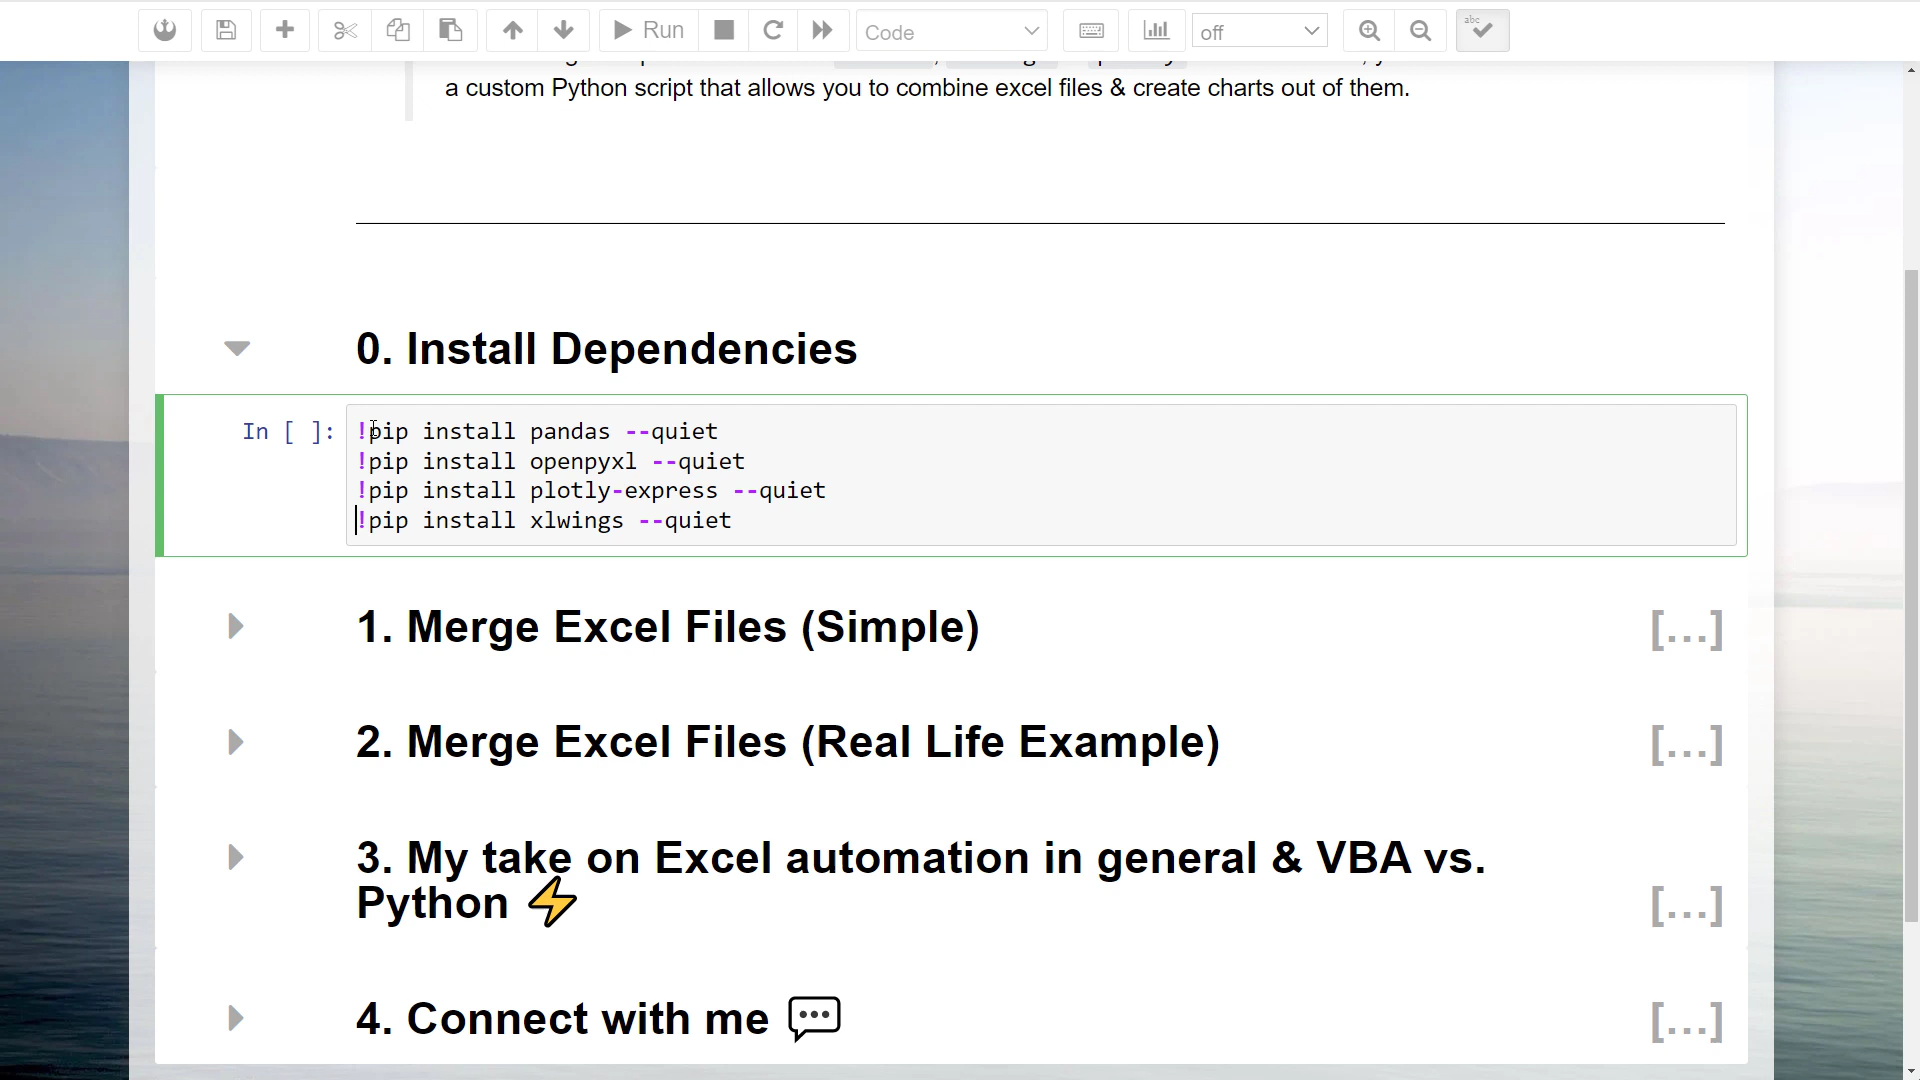 Run
Code
off
abc
a custom Python script that allows you to combine excel files & create charts out of them.
0. Install Dependencies
In [ ]:
!pip install pandas --quiet
!pip install openpyxl --quiet
!pip install plotly-express --quiet
!pip install xlwings --quiet
1. Merge Excel Files (Simple)
[...]
2. Merge Excel Files (Real Life Example)
[...]
3. My take on Excel automation in general & VBA vs.
Python ⚡
[...]
4. Connect with me 💬
[...]